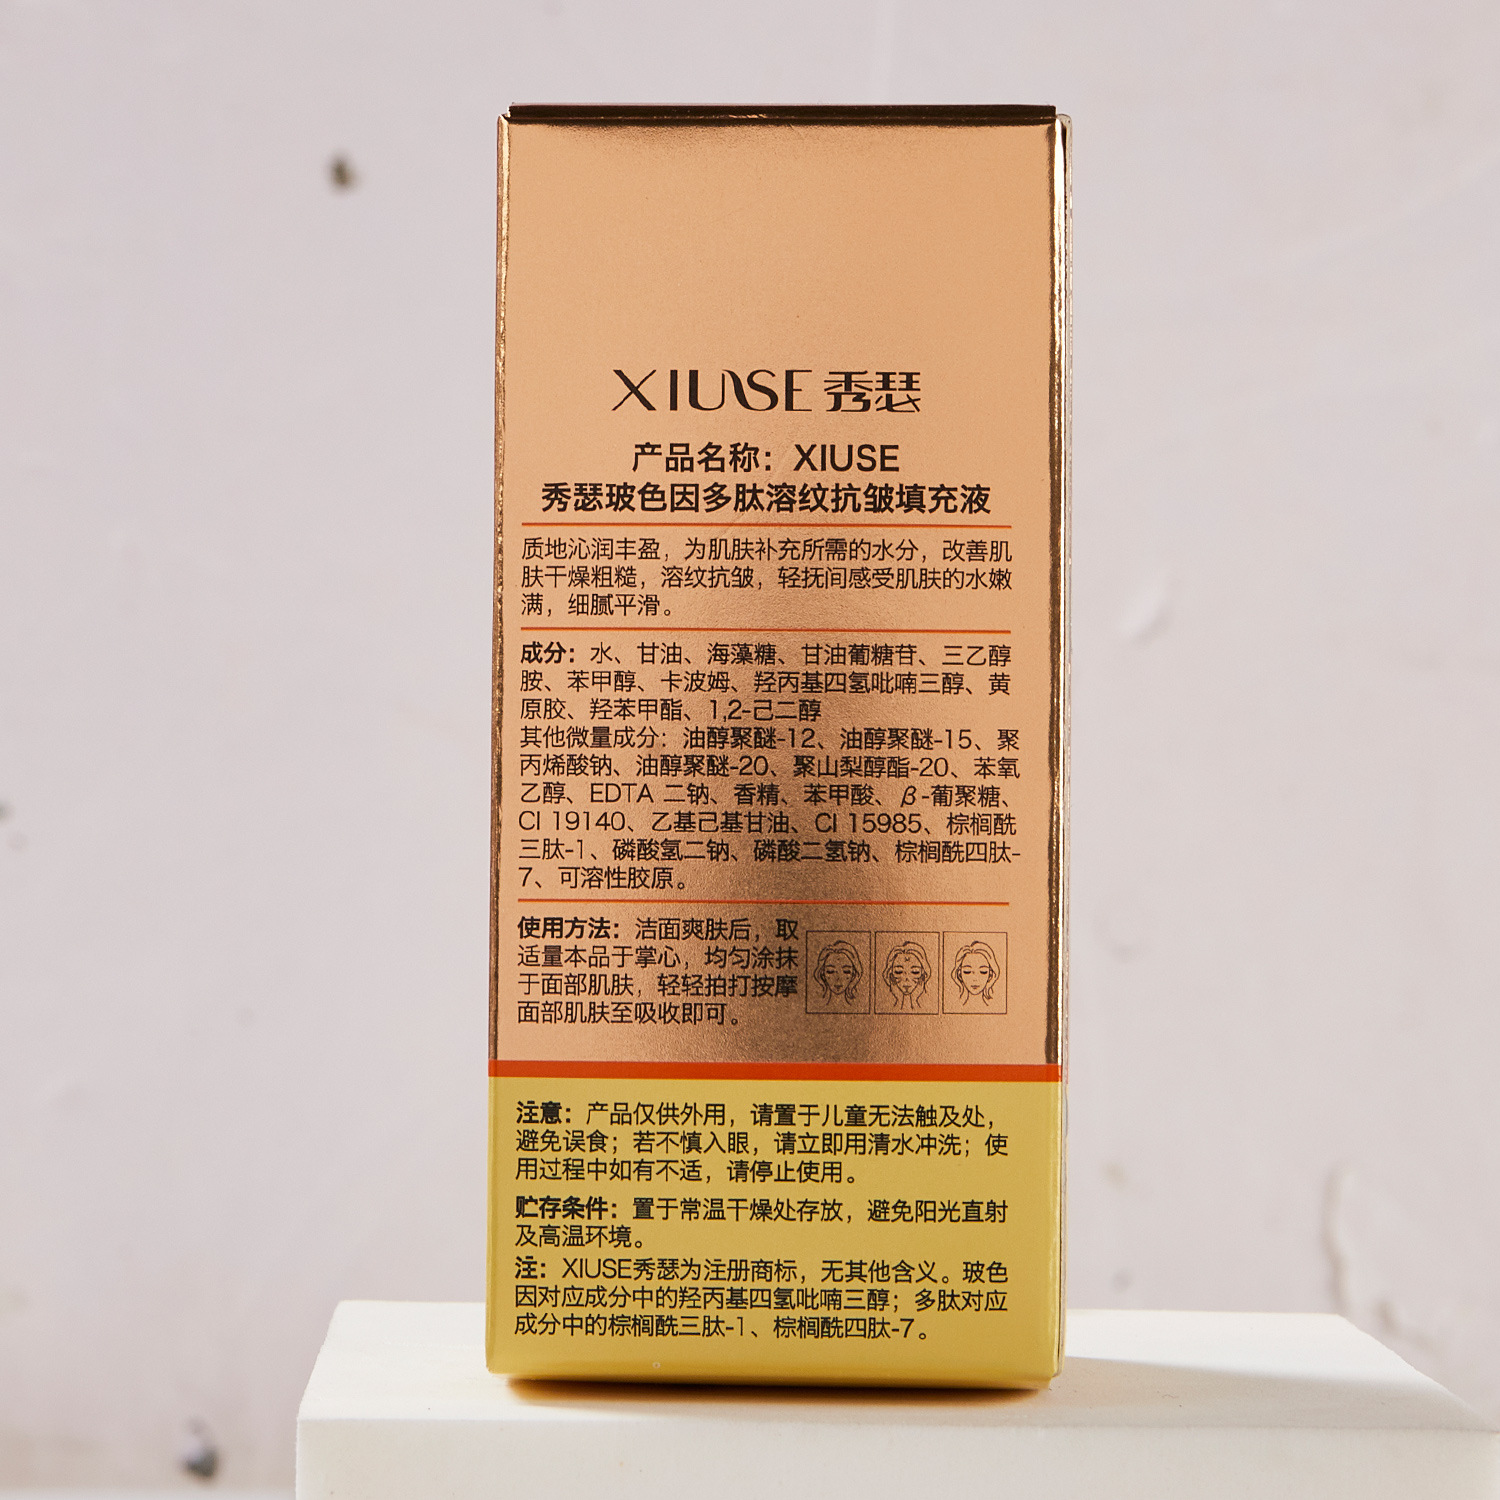 XIUSE 秀瑟
产品名称：XIUSE
秀瑟玻色因多肽溶纹抗皱填充液
质地沁润丰盈，为肌肤补充所需的水分，改善肌
肤干燥粗糙，溶纹抗皱，轻抚间感受肌肤的水嫩
满，细腻平滑。
成分：水、甘油、海藻糖、甘油葡糖苷、三乙醇
胺、苯甲醇、卡波姆、羟丙基四氢吡喃三醇、黄
原胶、羟苯甲酯、1,2-己二醇
其他微量成分：油醇聚醚-12、油醇聚醚-15、聚
丙烯酸钠、油醇聚醚-20、聚山梨醇酯-20、苯氧
乙醇、EDTA 二钠、香精、苯甲酸、β-葡聚糖、
CI 19140、乙基己基甘油、CI 15985、棕榈酰
三肽-1、磷酸氢二钠、磷酸二氢钠、棕榈酰四肽-
7、可溶性胶原。
使用方法：洁面爽肤后，取
适量本品于掌心，均匀涂抹
于面部肌肤，轻轻拍打按摩
面部肌肤至吸收即可。
注意：产品仅供外用，请置于儿童无法触及处，
避免误食；若不慎入眼，请立即用清水冲洗；使
用过程中如有不适，请停止使用。
贮存条件：置于常温干燥处存放，避免阳光直射
及高温环境。
注：XIUSE秀瑟为注册商标，无其他含义。玻色
因对应成分中的羟丙基四氢吡喃三醇；多肽对应
成分中的棕榈酰三肽-1、棕榈酰四肽-7。